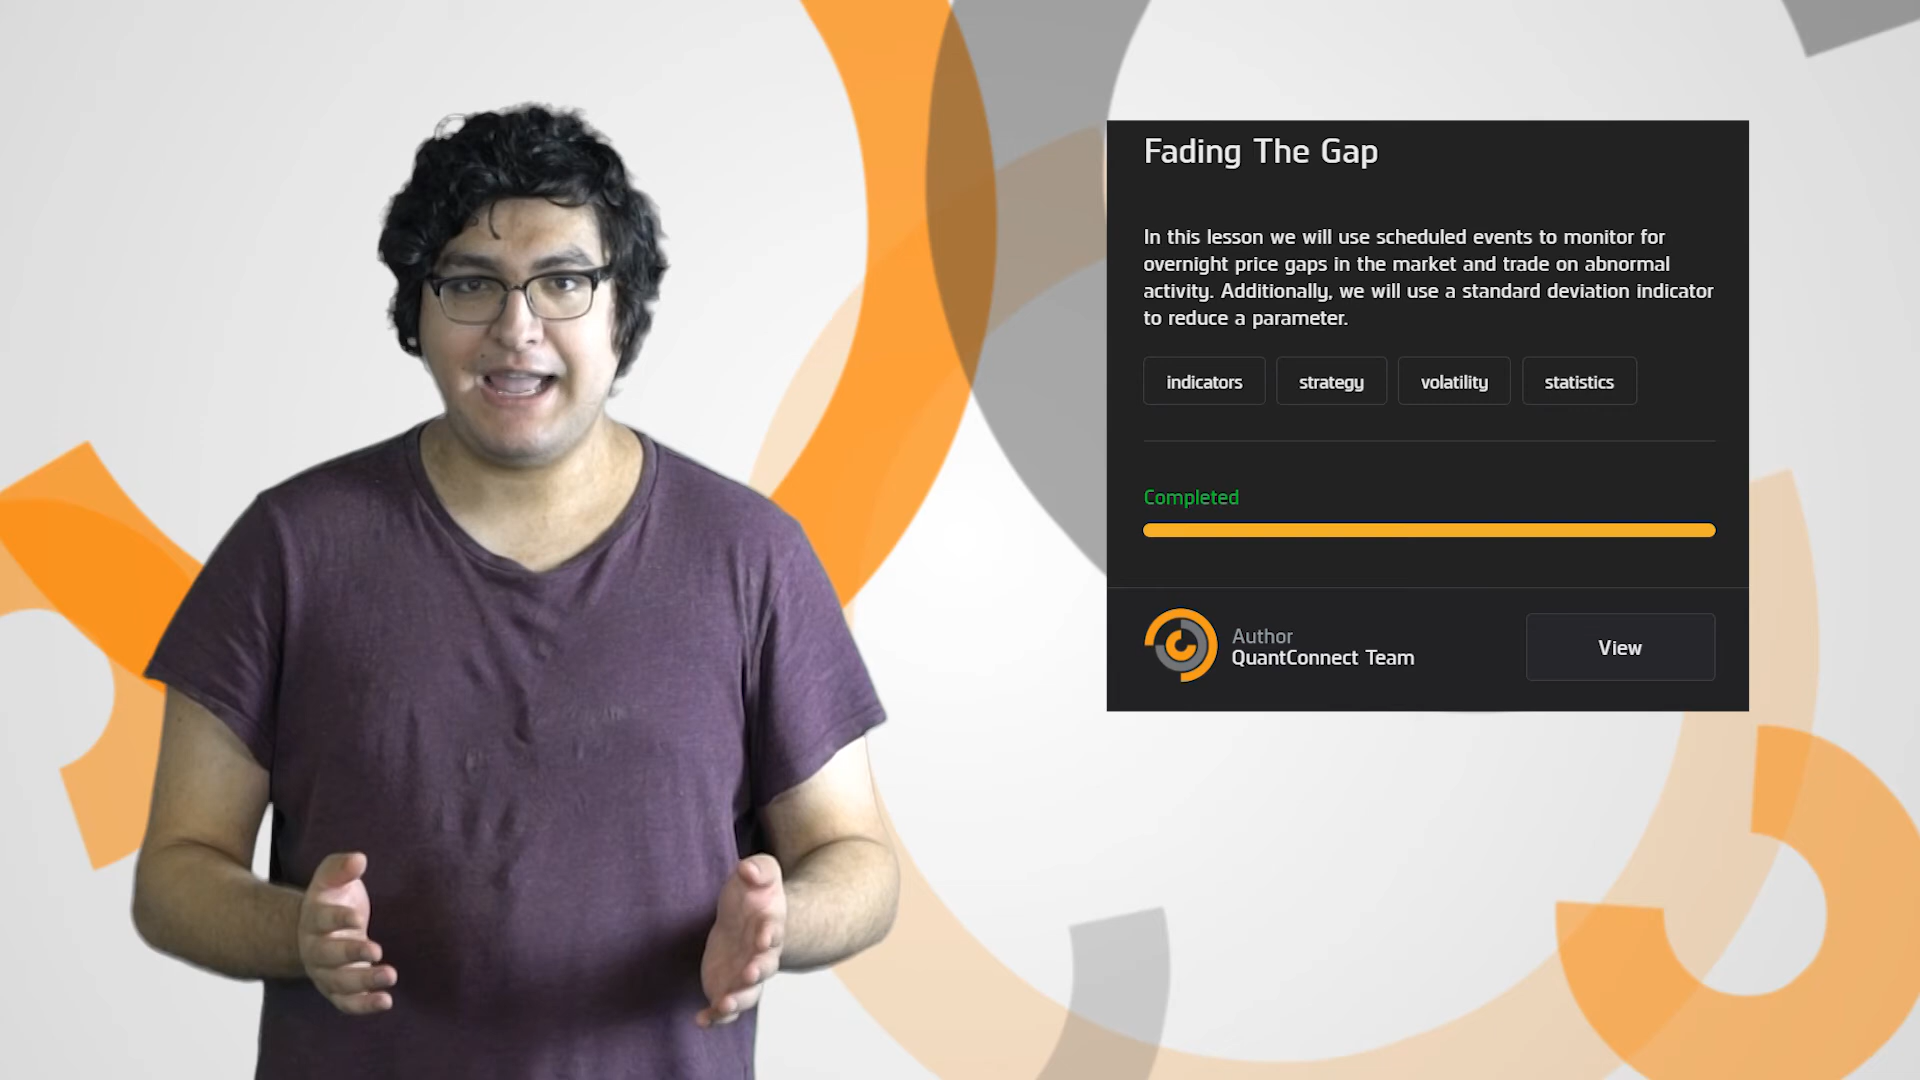 Fading The Gap
In this lesson we will use scheduled events to monitor for
overnight price gaps in the market and trade on abnormal
activity. Additionally, we will use a standard deviation indicator
to reduce a parameter.
indicators strategy volatility statistics
Completed
Author
QuantConnect Team
View